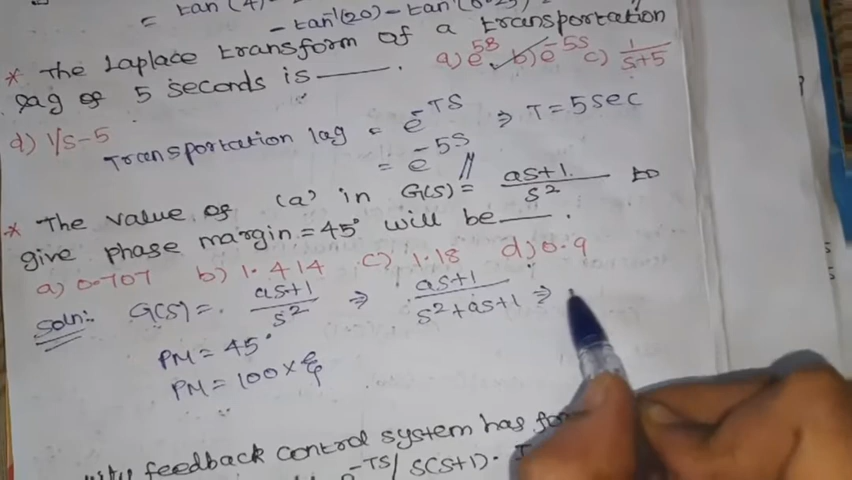 = tan (4)
- tan⁻¹(20) - tan⁻¹(0.25)
* The Laplace transform of a transportation
lag of 5 seconds is ____. a) e^5s b) e^-5s c) 1/s+5
d) 1/s-5
Transportation lag = e^-TS ⇒ T = 5 sec
= e^-5s //
* The value of 'a' in G(s) = as+1/s² to
give phase margin = 45° will be ____.
a) 0.707 b) 1.414 c) 1.18 d) 0.9
Soln:- G(s) = as+1/s² ⇒ as+1/s²+as+1 ⇒
PM = 45°
PM = 100 × ξ
feedback control system has
e^-TS / s(s+1).